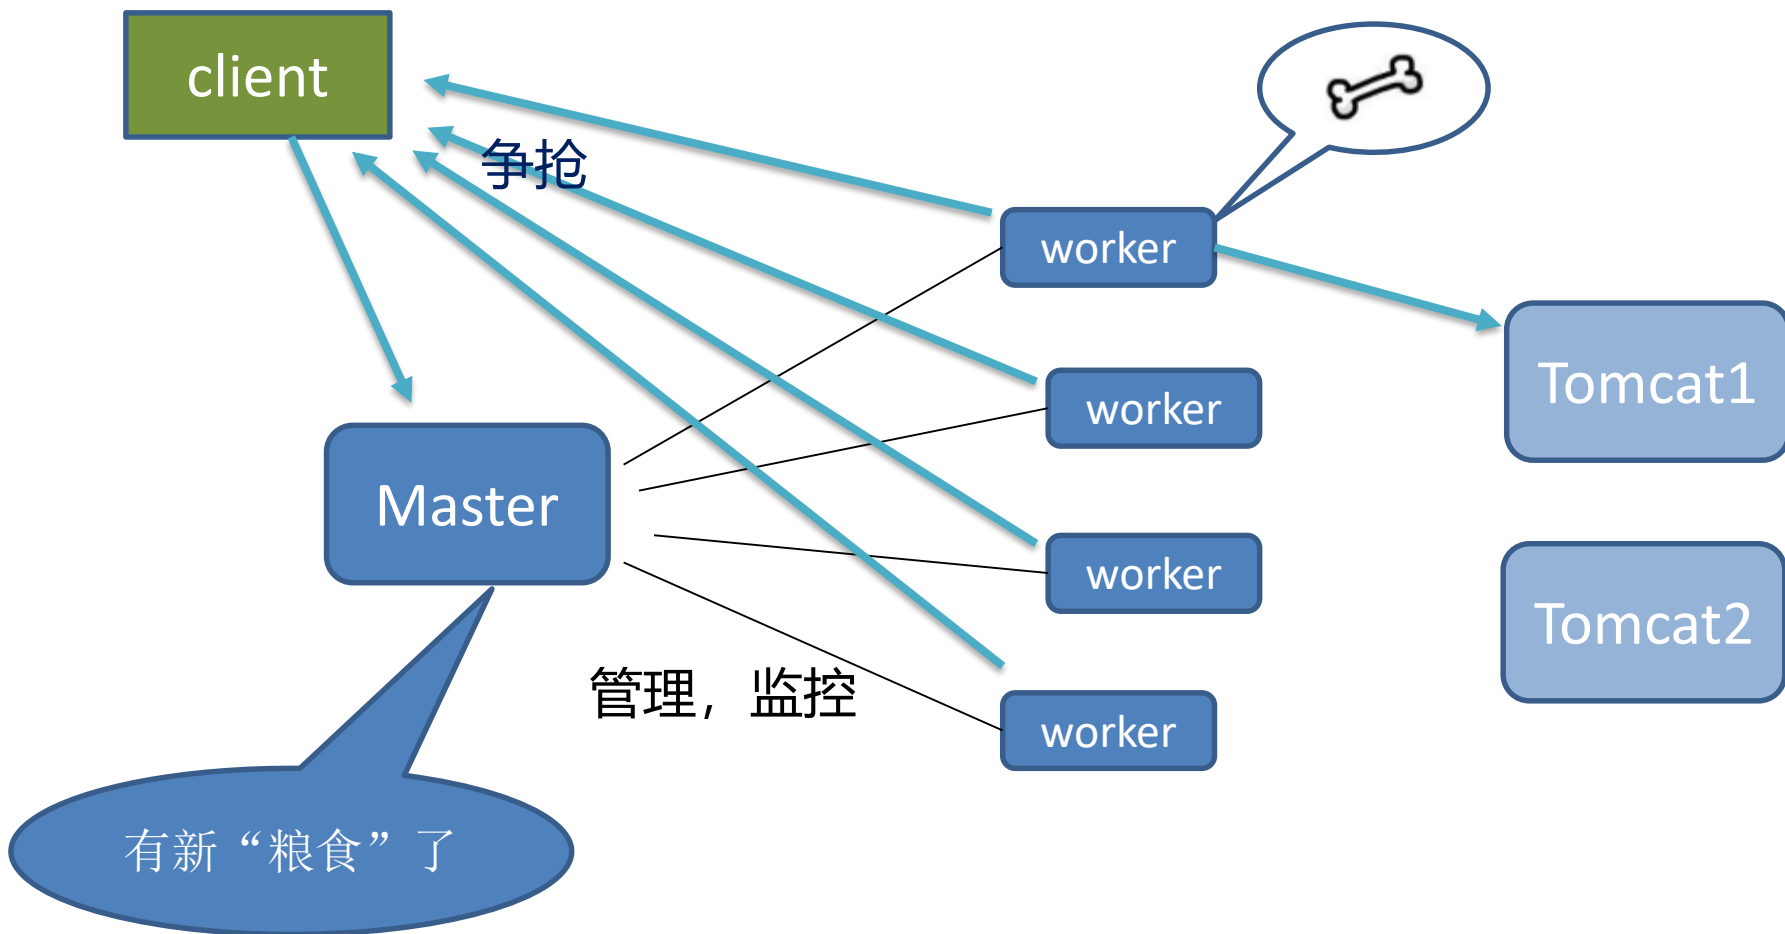 client
争抢
worker
worker
Tomcat1
Master
worker
Tomcat2
管理，监控
worker
有新“粮食”了